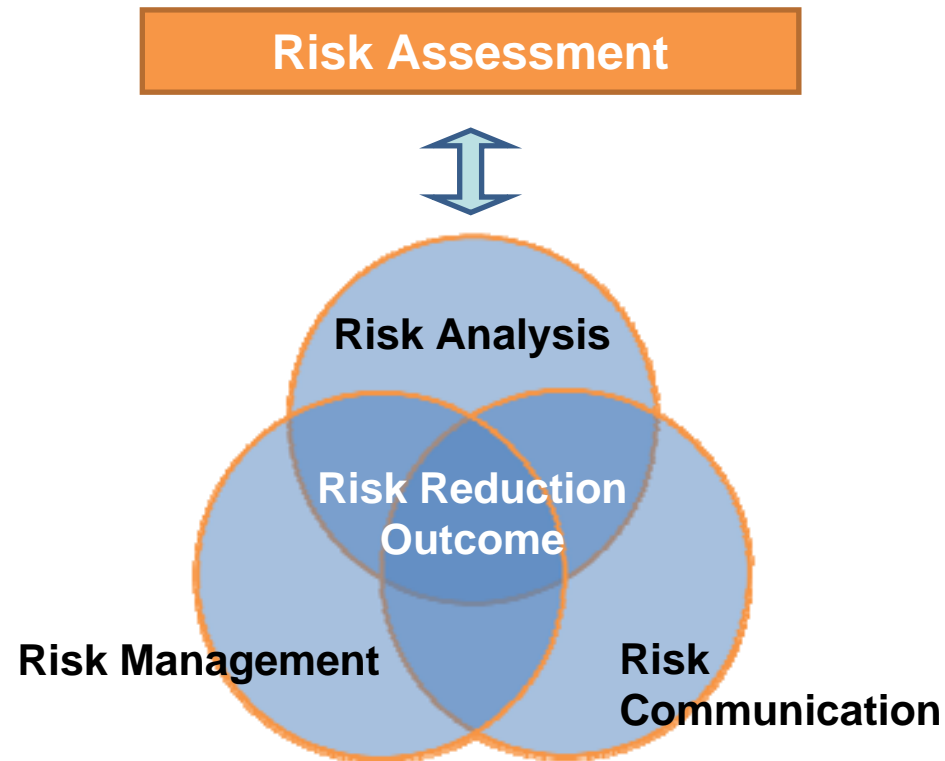 Risk Assessment
Risk Analysis
Risk Reduction
Outcome
Risk Management
Risk
Communication